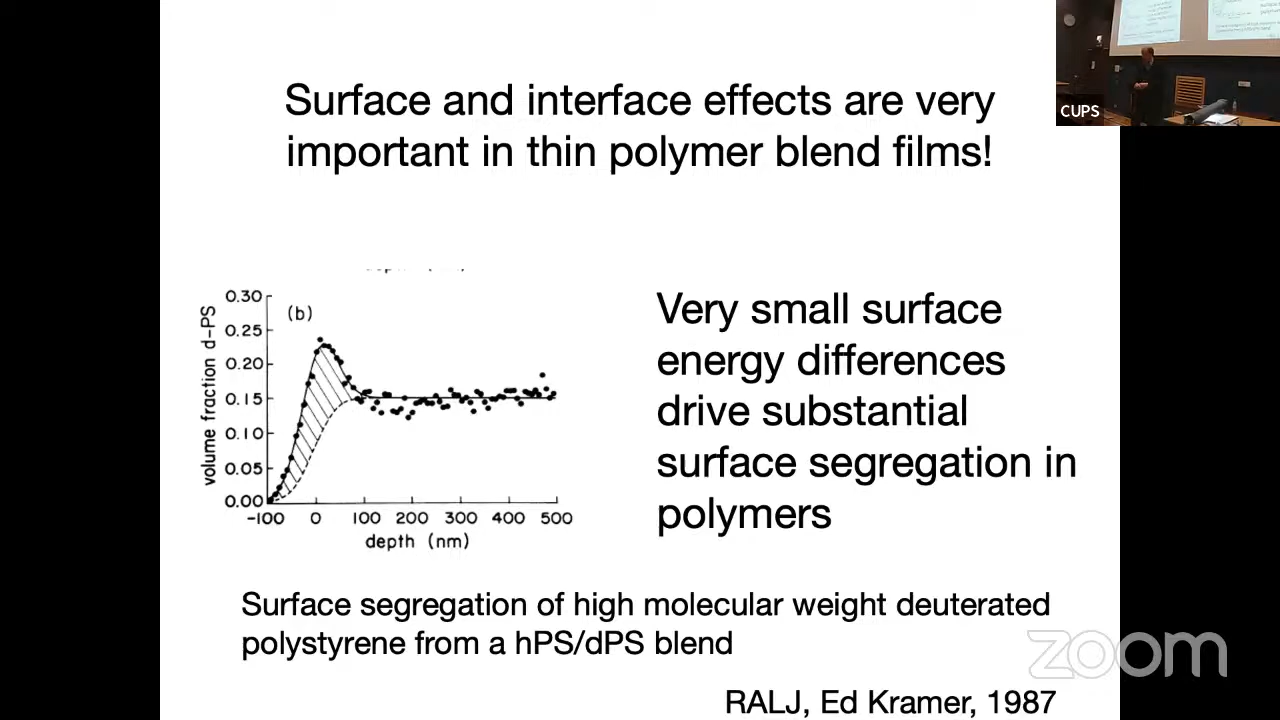 CUPS
Surface and interface effects are very
important in thin polymer blend films!
0.30
0.25
0.20
0.15
0.10
0.05
0.00
(b)
volume fraction d-PS
-100 0 100 200 300 400 500
depth (nm)
Very small surface
energy differences
drive substantial
surface segregation in
polymers
Surface segregation of high molecular weight deuterated
polystyrene from a hPS/dPS blend
RALJ, Ed Kramer, 1987
zoom